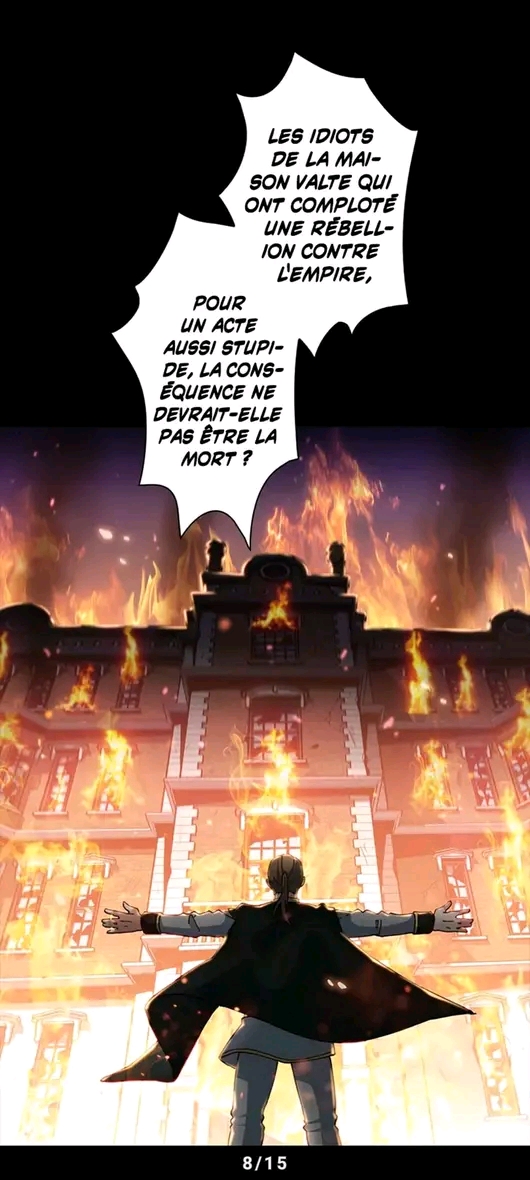 LES IDIOTS
DE LA MAI-
SON VALTE QUI
ONT COMPLOTÉ
UNE RÉBELL-
ION CONTRE
L'EMPIRE,
POUR
UN ACTE
AUSSI STUPI-
DE, LA CONS-
ÉQUENCE NE
DEVRAIT-ELLE
PAS ÊTRE LA
MORT ?
8/15